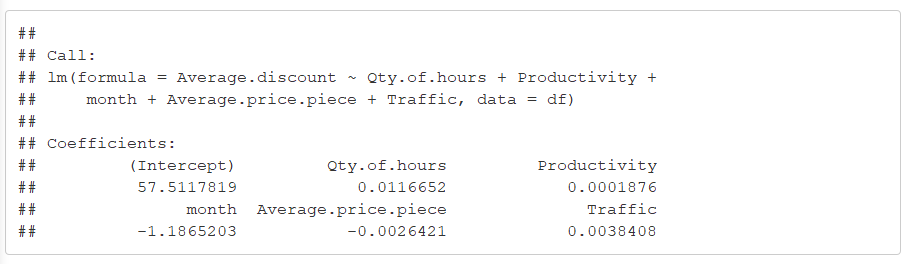 ##
## Call:
## lm(formula = Average.discount ~ Qty.of.hours + Productivity +
##     month + Average.price.piece + Traffic, data = df)
##
## Coefficients:
##         (Intercept)         Qty.of.hours         Productivity
##          57.5117819            0.0116652            0.0001876
##               month  Average.price.piece              Traffic
##          -1.1865203           -0.0026421            0.0038408